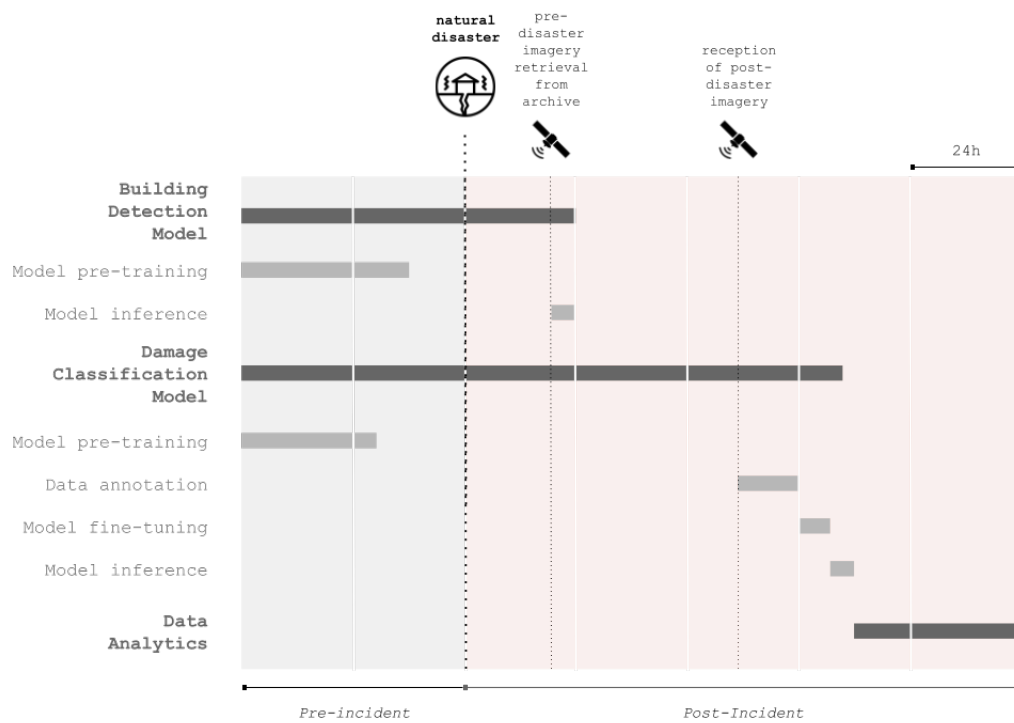 natural
disaster
pre-
disaster
imagery
retrieval
from
archive
reception
of post-
disaster
imagery
24h
Building
Detection
Model
Model pre-training
Model inference
Damage
Classification
Model
Model pre-training
Data annotation
Model fine-tuning
Model inference
Data
Analytics
Pre-incident
Post-Incident